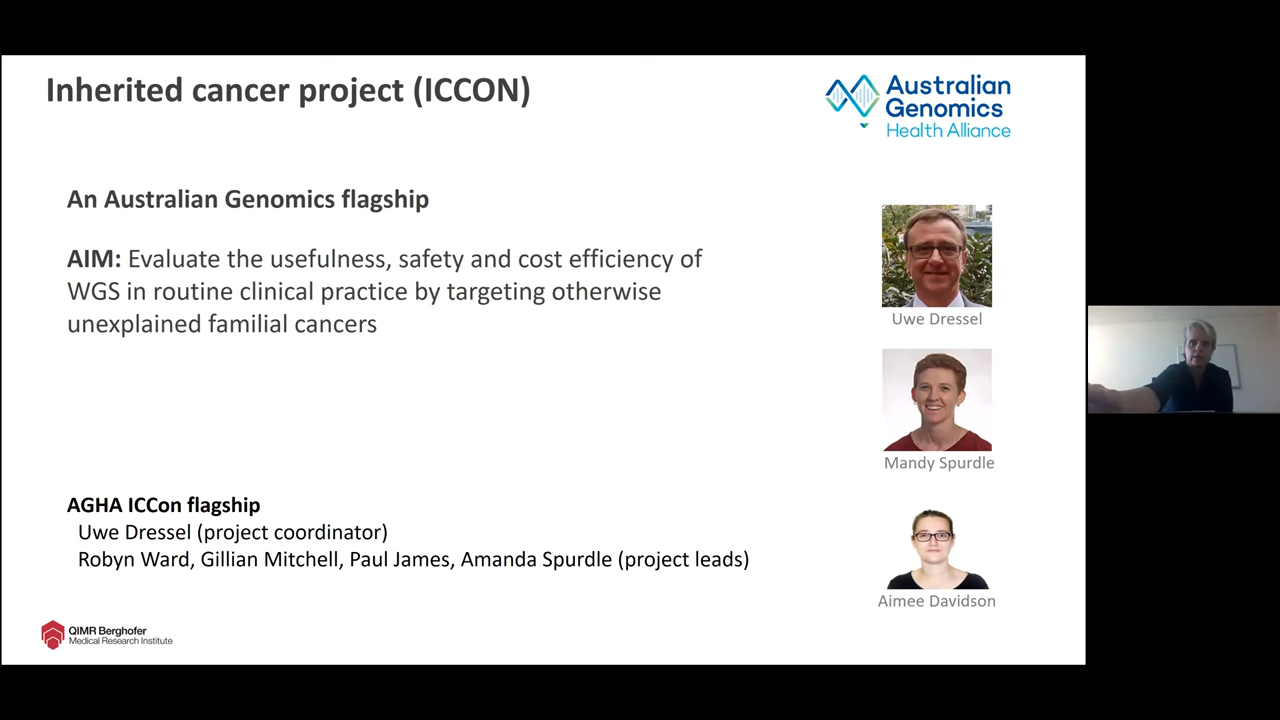 Inherited cancer project (ICCON)
Australian
Genomics
Health Alliance
An Australian Genomics flagship
AIM: Evaluate the usefulness, safety and cost efficiency of
WGS in routine clinical practice by targeting otherwise
unexplained familial cancers
Uwe Dressel
Mandy Spurdle
AGHA ICCon flagship
Uwe Dressel (project coordinator)
Robyn Ward, Gillian Mitchell, Paul James, Amanda Spurdle (project leads)
Aimee Davidson
QIMR Berghofer
Medical Research Institute